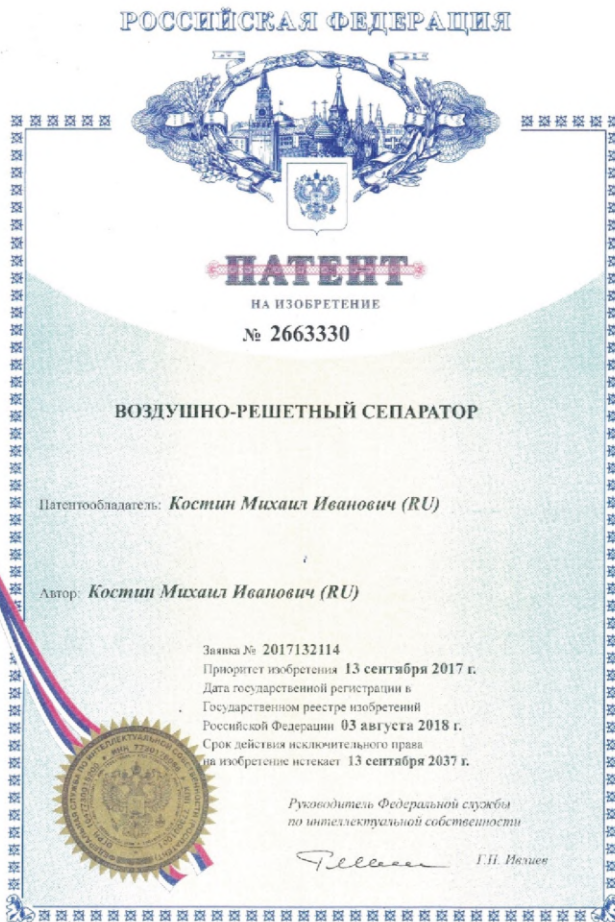 РОССИЙСКАЯ ФЕДЕРАЦИЯ
ПАТЕНТ
НА ИЗОБРЕТЕНИЕ
№ 2663330
ВОЗДУШНО-РЕШЕТНЫЙ СЕПАРАТОР
Патентообладатель: Костин Михаил Иванович (RU)
Автор: Костин Михаил Иванович (RU)
Заявка № 2017132114
Приоритет изобретения 13 сентября 2017 г.
Дата государственной регистрации в
Государственном реестре изобретений
Российской Федерации 03 августа 2018 г.
Срок действия исключительного права
на изобретение истекает 13 сентября 2037 г.
Руководитель Федеральной службы
по интеллектуальной собственности
Г.П. Ивлиев